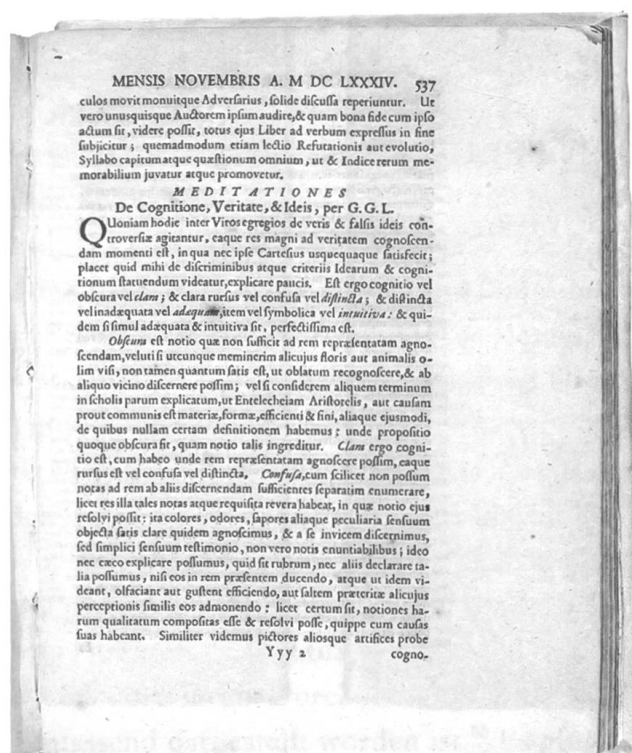 MENSIS NOVEMBRIS A. M DC LXXXIV. 537
culos movit monuitque Adversarius, solide discussa reperiuntur. Ut
vero unusquisque Auctorem ipsum audire, & quam bona fide cum ipso
actum sit, videre possit, totus ejus Liber ad verbum expressus in fine
subjicitur; quemadmodum etiam lectio Refutationis aut evolutio,
Syllabo capitum atque quæstionum omnium, ut & Indice rerum me-
morabilium juvatur atque promovetur.
MEDITATIONES
De Cognitione, Veritate, & Ideis, per G. G. L.
QUoniam hodie inter Viros egregios de veris & falsis ideis con-
troversiæ agitantur, eaque res magni ad veritatem cognoscen-
dam momenti est, in qua nec ipse Cartesius usquequaque satisfecit;
placet quid mihi de discriminibus atque criteriis Idearum & cogni-
tionum statuendum videatur, explicare paucis. Est ergo cognitio vel
obscura vel clara; & clara rursus vel confusa vel distincta; & distincta
vel inadæquata vel adæquata, item vel symbolica vel intuitiva: & qui-
dem si simul adæquata & intuitiva sit, perfectissima est.
Obscura est notio quæ non sufficit ad rem repræsentatam agno-
scendam, veluti si utcunque meminerim alicujus floris aut animalis o-
lim visi, non tamen quantum satis est, ut oblatum recognoscere, & ab
aliquo vicino discernere possim; vel si considerem aliquem terminum
in scholis parum explicatum, ut Entelecheiam Aristotelis, aut causam
prout communis est materiæ, formæ, efficienti & fini, aliaque ejusmodi,
de quibus nullam certam definitionem habemus: unde propositio
quoque obscura fit, quam notio talis ingreditur. Clara ergo cogni-
tio est, cum habeo unde rem repræsentatam agnoscere possim, eaque
rursus est vel confusa vel distincta, Confusa, cum scilicet non possum
notas ad rem ab aliis discernendam sufficientes separatim enumerare,
licet res illa tales notas atque requisita revera habeat, in quæ notio ejus
resolvi possit: ita colores, odores, sapores aliaque peculiaria sensuum
objecta satis clare quidem agnoscimus, & a se invicem discernimus,
sed simplici sensuum testimonio, non vero notis enuntiabilibus; ideo
nec cæco explicare possumus, quid sit rubrum, nec aliis declarare ta-
lia possumus, nisi eos in rem præsentem ducendo, atque ut idem vi-
deant, olfaciant aut gustent efficiendo, aut saltem præteritæ alicujus
perceptionis similis eos admonendo: licet certum sit, notiones ha-
rum qualitatum compositas esse & resolvi posse, quippe cum causas
suas habeant. Similiter videmus pictores aliosque artifices probe
Yyy 2 cogno-